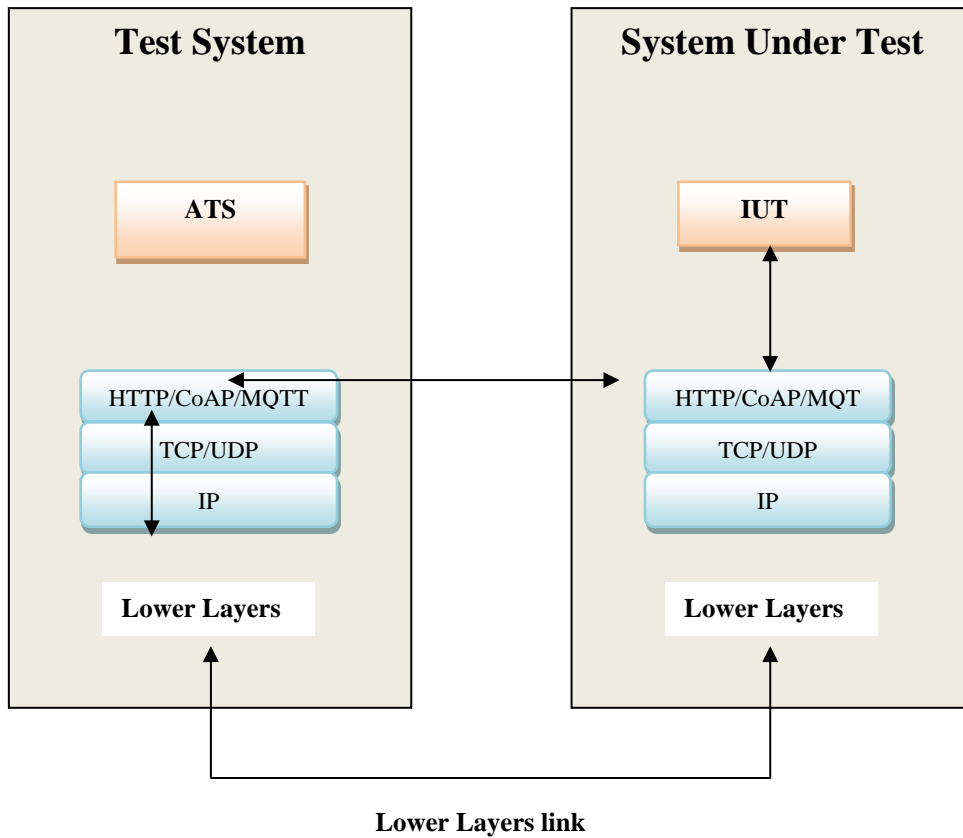 Test System
System Under Test
ATS
IUT
HTTP/CoAP/MQTT
HTTP/CoAP/MQT
TCP/UDP
TCP/UDP
IP
IP
Lower Layers
Lower Layers
Lower Layers link